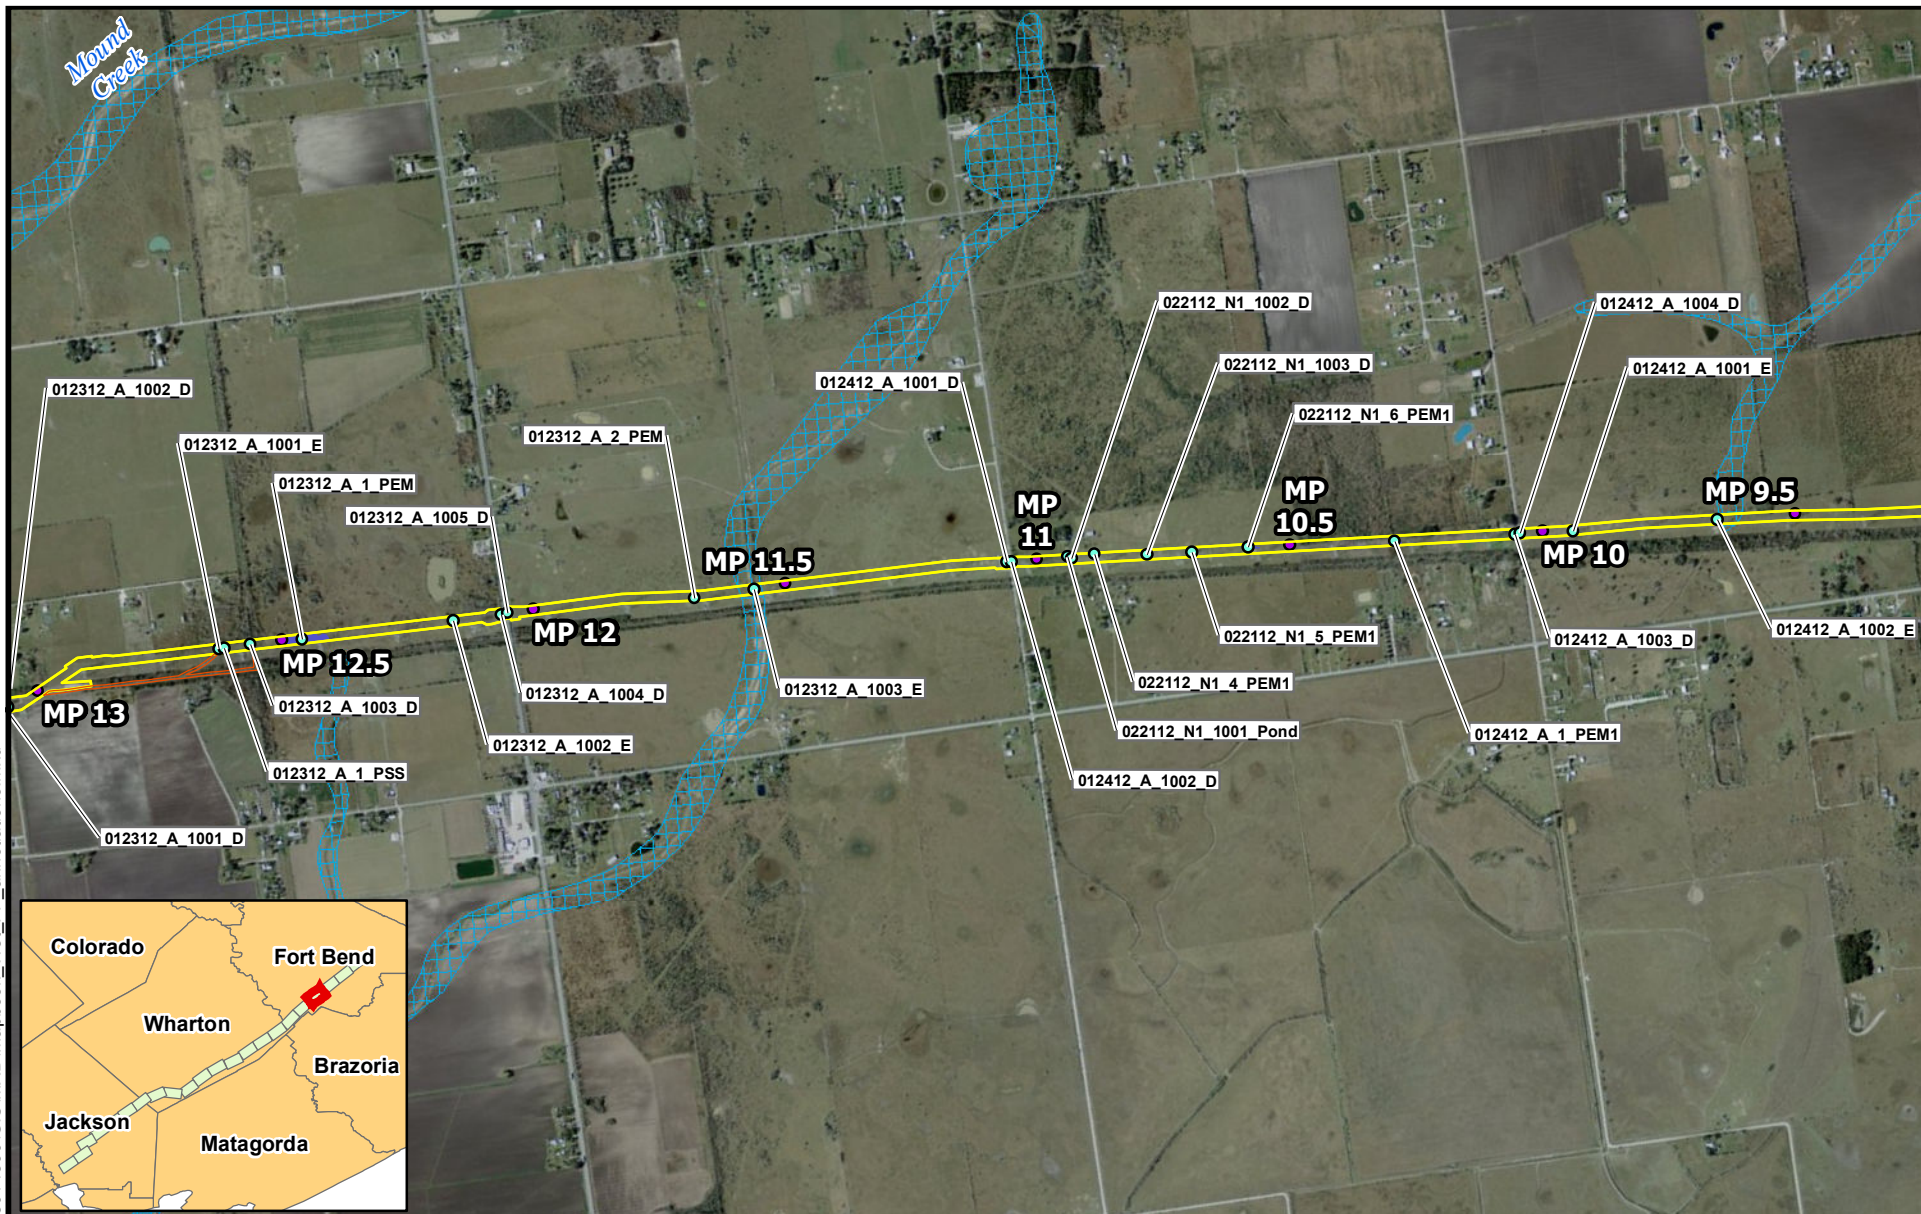 Mound
Creek
022112_N1_1002_D
012412_A_1004_D
022112_N1_1003_D
012412_A_1001_E
012412_A_1001_D
012312_A_1002_D
022112_N1_6_PEM1
012312_A_2_PEM
012312_A_1001_E
012312_A_1_PEM
MP 9.5
MP
10.5
MP
11
012312_A_1005_D
MP 10
MP 11.5
MP 12
012412_A_1002_E
022112_N1_5_PEM1
012412_A_1003_D
MP 12.5
022112_N1_4_PEM1
012312_A_1003_E
012312_A_1004_D
012312_A_1003_D
MP 13
022112_N1_1001_Pond
012412_A_1_PEM1
012312_A_1002_E
012312_A_1_PSS
012412_A_1002_D
012312_A_1001_D
Colorado
Fort Bend
Wharton
Brazoria
Jackson
Matagorda